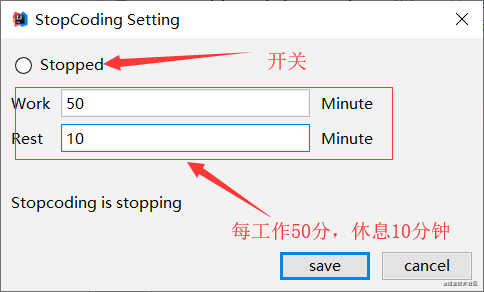 StopCoding Setting
Stopped
开关
Work 50 Minute
Rest 10 Minute
Stopcoding is stopping
每工作50分，休息10分钟
save cancel